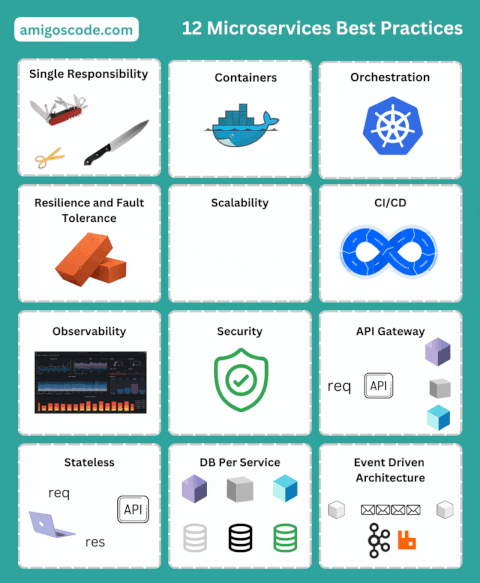 amigoscode.com
12 Microservices Best Practices
Single Responsibility
Containers
Orchestration
Resilience and Fault
Tolerance
Scalability
CI/CD
Observability
Security
API Gateway
req
API
Stateless
req
API
res
DB Per Service
Event Driven
Architecture